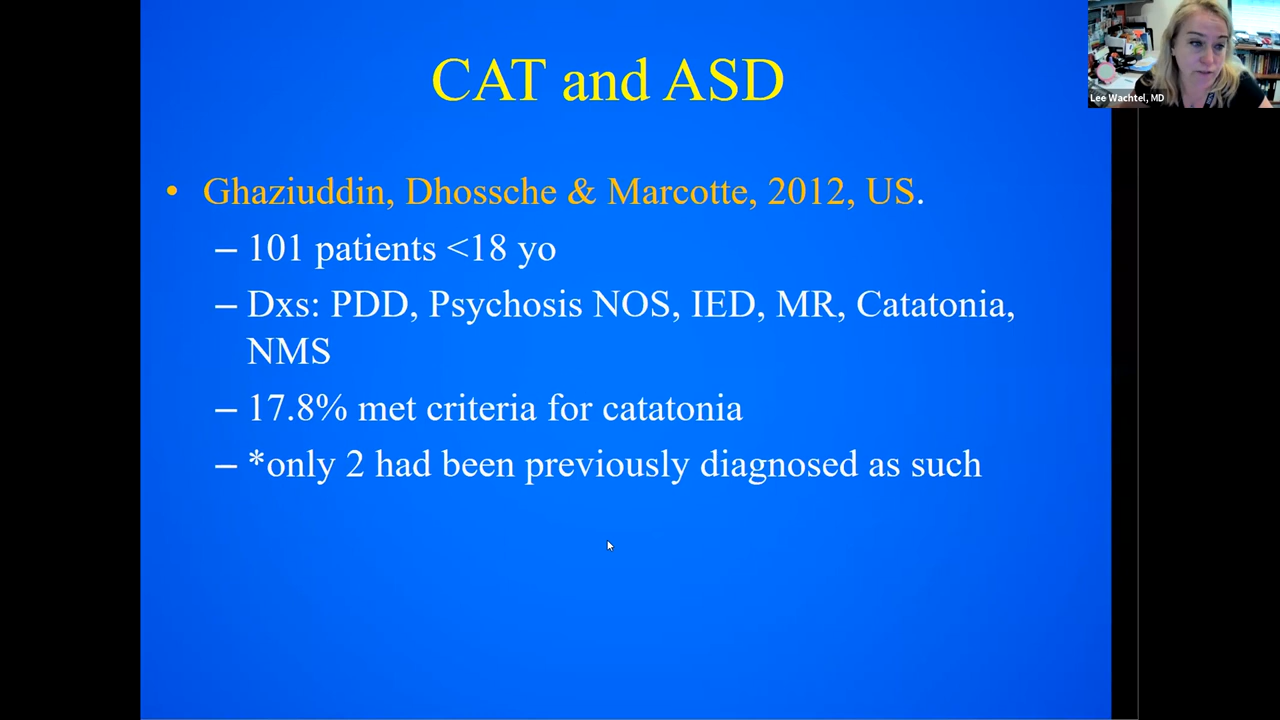 CAT and ASD
Lee Wachtel, MD
• Ghaziuddin, Dhossche & Marcotte, 2012, US.
– 101 patients <18 yo
– Dxs: PDD, Psychosis NOS, IED, MR, Catatonia,
NMS
– 17.8% met criteria for catatonia
– *only 2 had been previously diagnosed as such